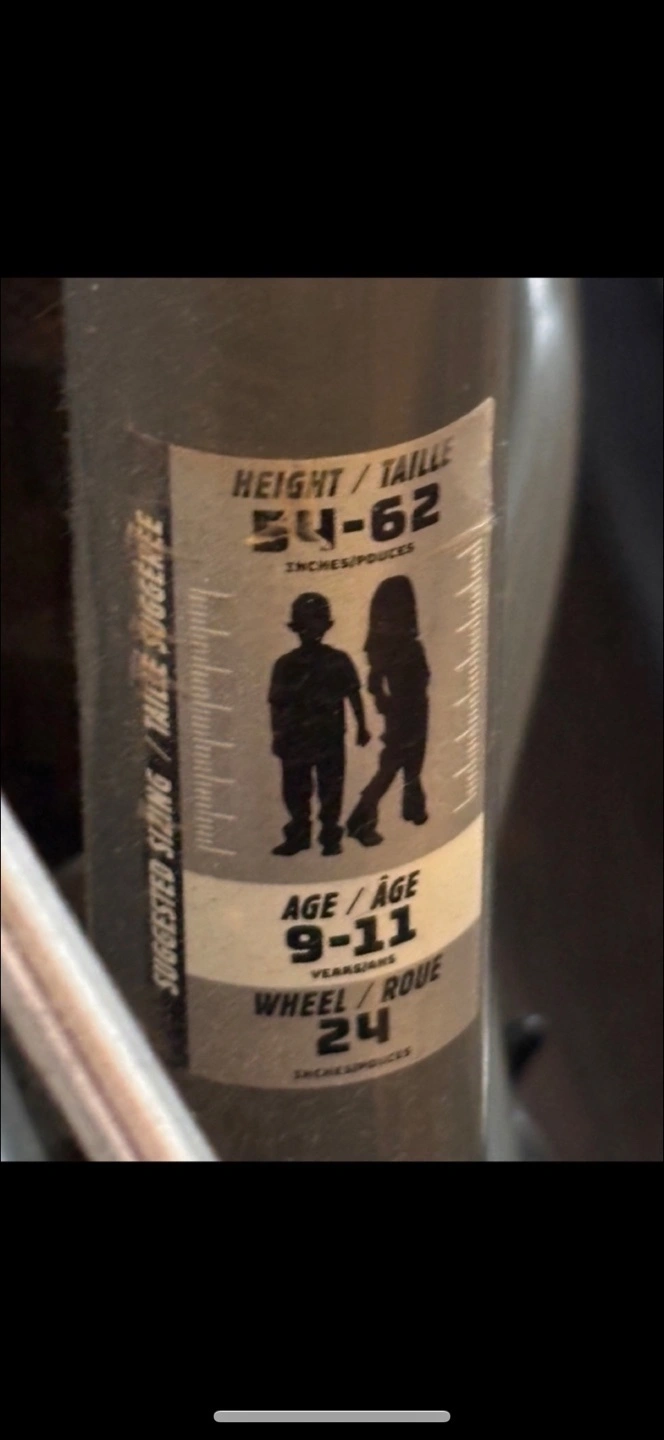 HEIGHT / TAILLE
54-62
INCHES/POUCES
SUGGESTED SIZING / TAILLE SUGGÉRÉE
AGE / ÂGE
9-11
YEARS/ANS
WHEEL / ROUE
24
INCHES/POUCES